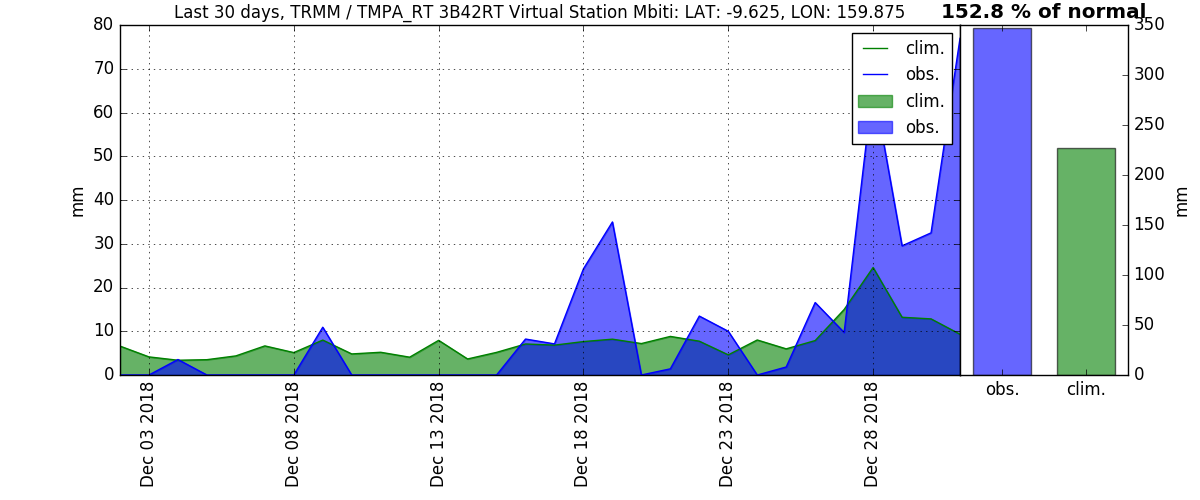 Last 30 days, TRMM / TMPA_RT 3B42RT Virtual Station Mbiti: LAT: -9.625, LON: 159.875
152.8 % of normal
80
70
60
50
40
30
20
10
0
mm
clim.
obs.
clim.
obs.
Dec 03 2018
Dec 08 2018
Dec 13 2018
Dec 18 2018
Dec 23 2018
Dec 28 2018
350
300
250
200
150
100
50
0
mm
obs.
clim.